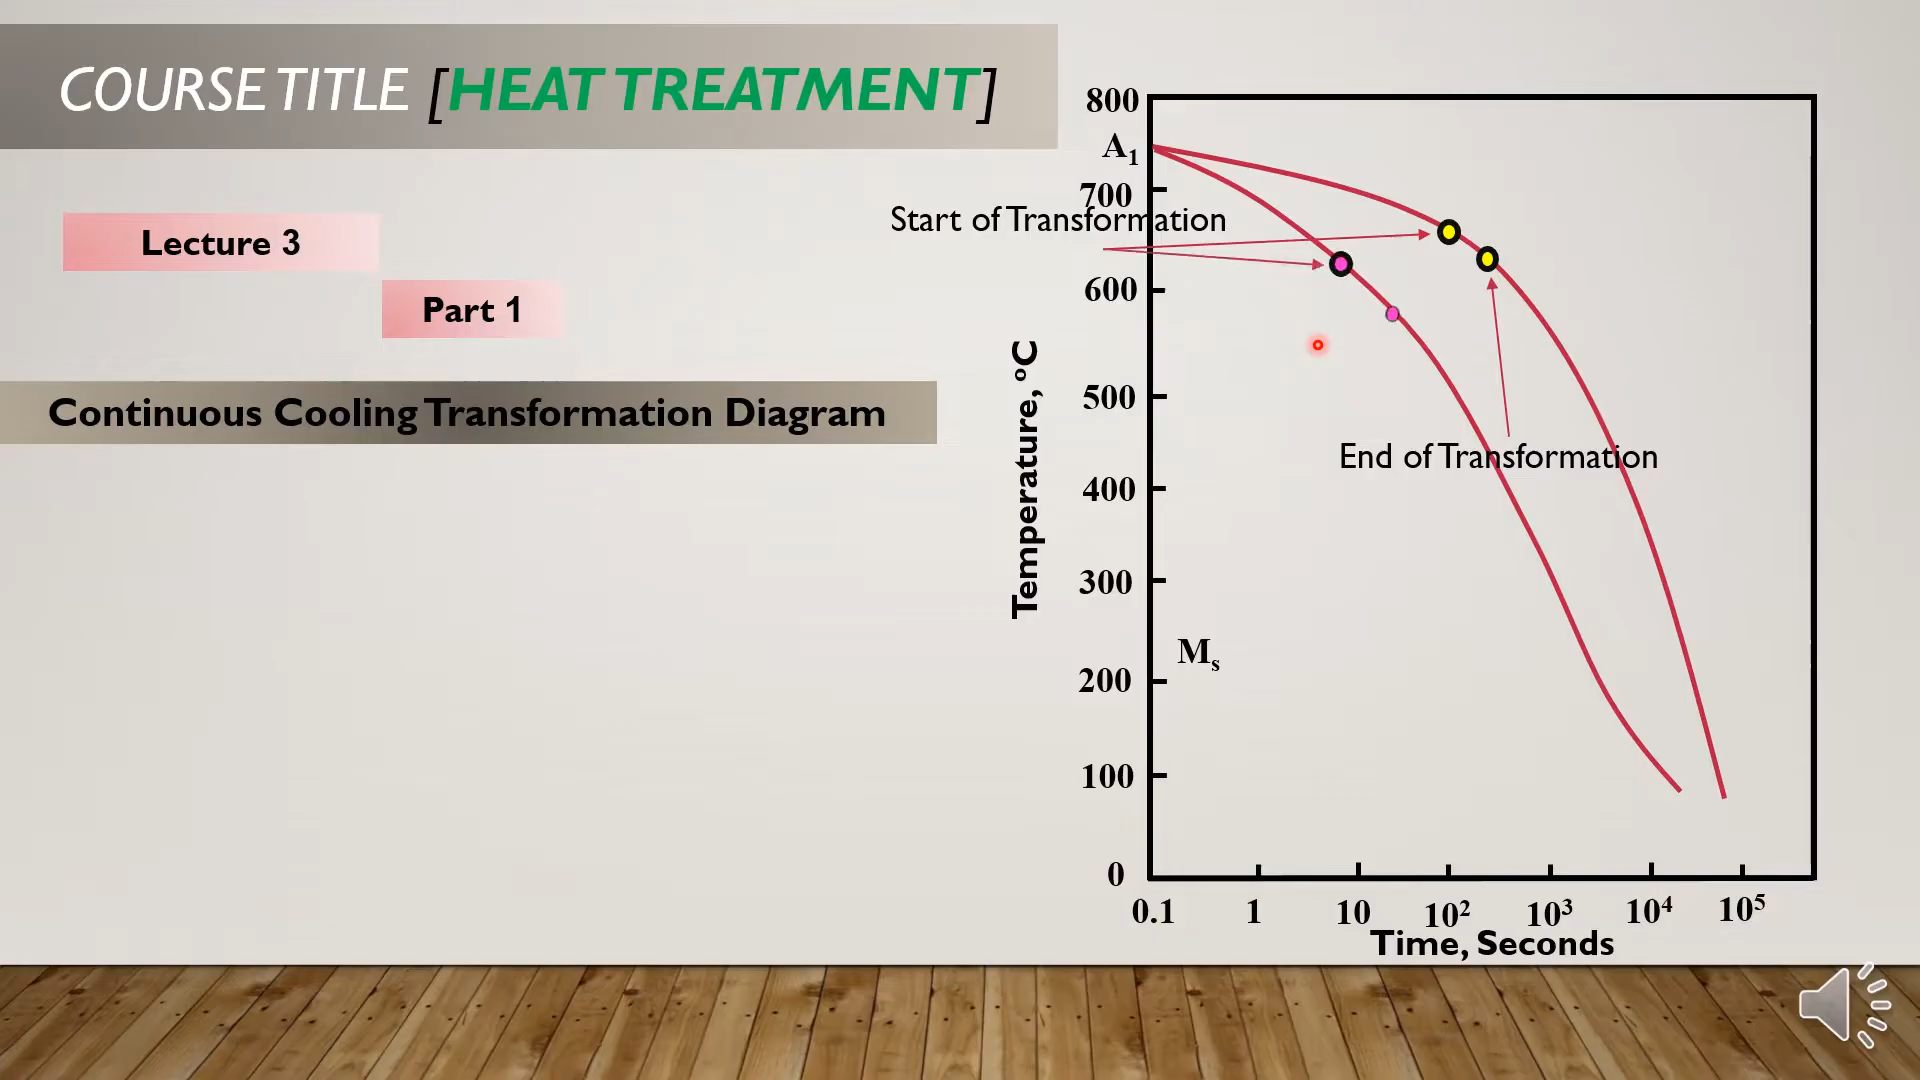 COURSE TITLE [HEAT TREATMENT]
Lecture 3
Part 1
Continuous Cooling Transformation Diagram
800
A₁
700
Start of Transformation
600
500
End of Transformation
400
300
Mₛ
200
100
0
Temperature, °C
0.1 1 10 10² 10³ 10⁴ 10⁵
Time, Seconds